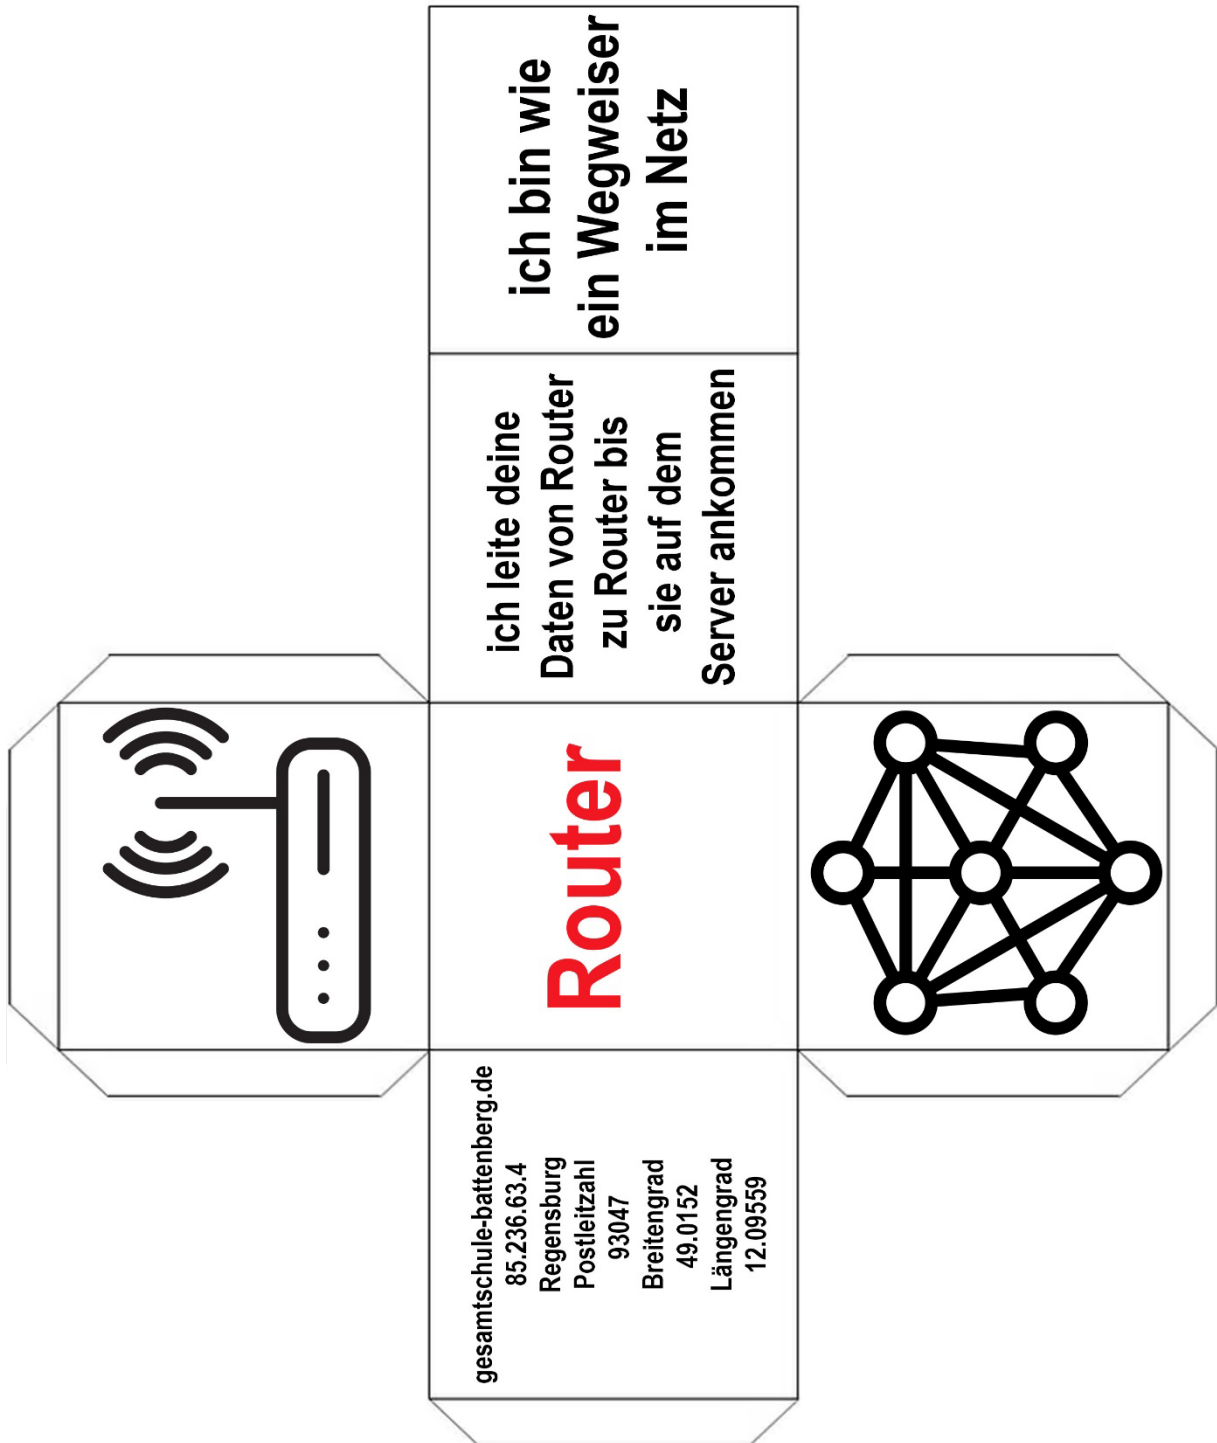 ich bin wie
ein Wegweiser
im Netz
ich leite deine
Daten von Router
zu Router bis
sie auf dem
Server ankommen
Router
gesamtschule-battenberg.de
85.236.63.4
Regensburg
Postleitzahl
93047
Breitengrad
49.0152
Längengrad
12.09559